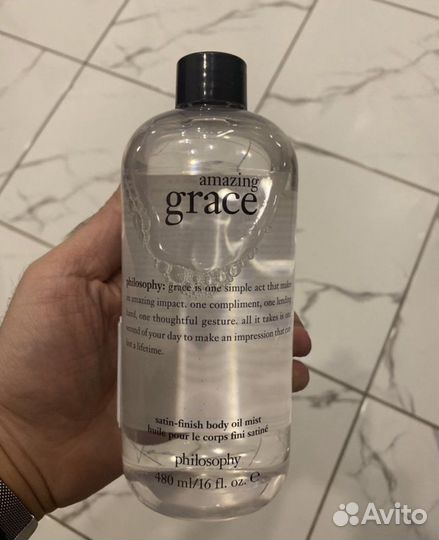 amazing
grace
philosophy: grace is one simple act that makes
an amazing impact. one compliment, one lending
hand, one thoughtful gesture. all it takes is one
second of your day to make an impression that can
last a lifetime.
satin-finish body oil mist
huile pour le corps fini satiné
philosophy
480 ml/16 fl. oz. e
Avito